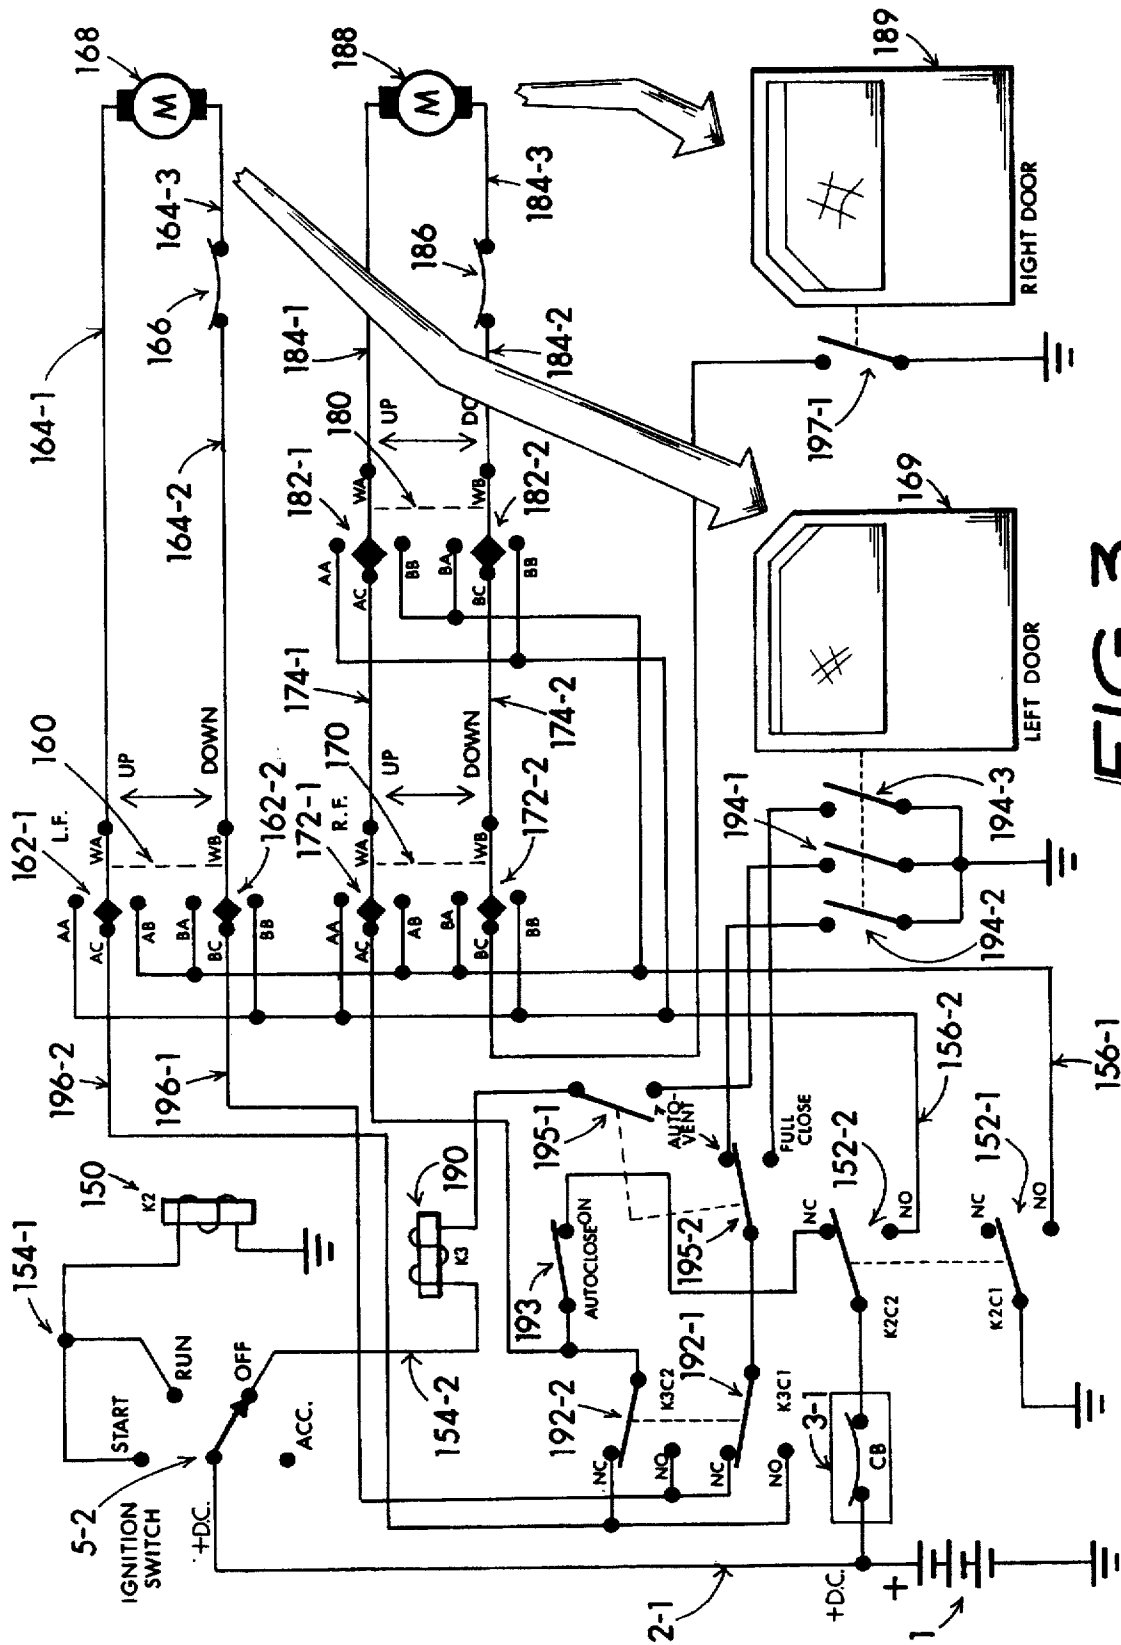 168
164-1
164-3
166
164-2
160
162-1
L.F.
WA
UP
DOWN
WB
162-2
AA
AC
AB
BA
BC
BB
196-2
196-1
150
K2
154-1
START
RUN
OFF
ACC.
5-2
IGNITION
SWITCH
+D.C.
M
188
M
184-3
186
184-1
184-2
180
UP
DO
182-1
182-2
WA
WB
AA
AC
BB
BA
BC
BB
174-1
174-2
170
172-1
R.F.
172-2
UP
DOWN
WA
WB
AA
AC
AB
BA
BC
BB
190
K3
154-2
195-1
AUTO-
VENT
FULL
CLOSE
193
AUTOCLOSE
ON
195-2
192-2
K3C2
192-1
K3C1
NC
NO
NC
NO
2-1
189
RIGHT DOOR
197-1
169
LEFT DOOR
194-1
194-3
194-2
156-2
156-1
152-2
NC
NO
K2C2
152-1
NC
NO
K2C1
3-1
CB
+D.C.
+
1
FIG 3